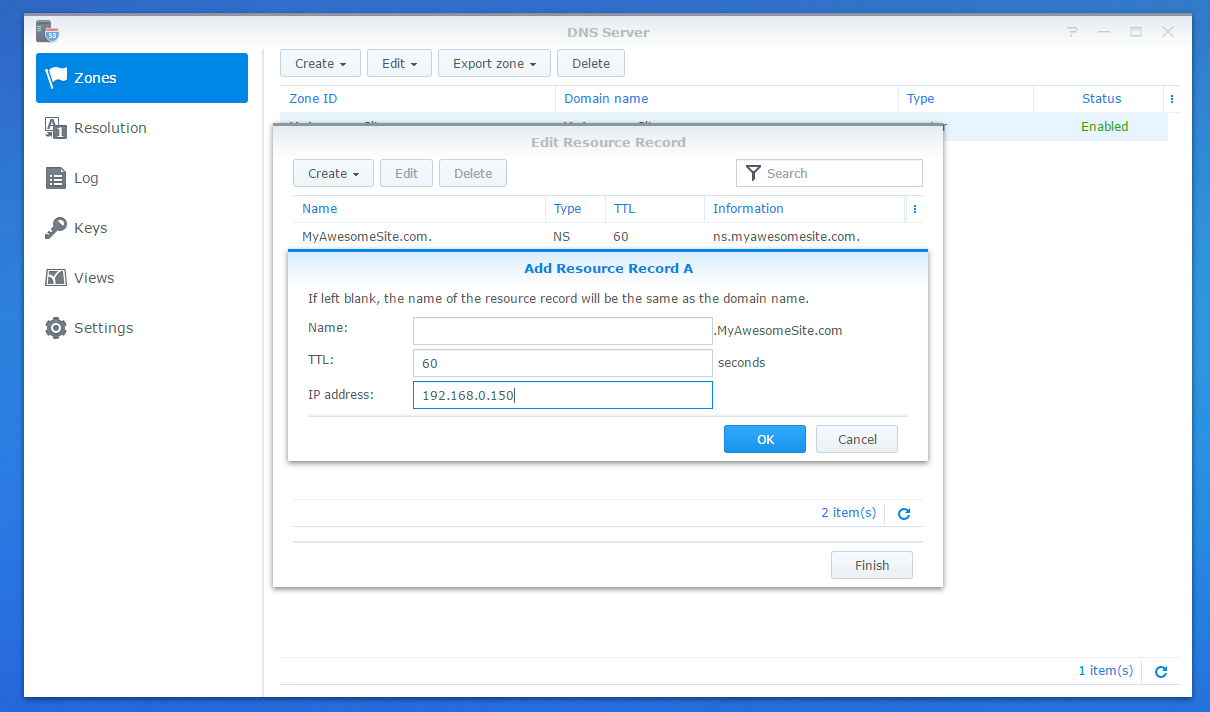 DNS Server
Zones
Resolution
Log
Keys
Views
Settings
Create Edit Export zone Delete
Zone ID Domain name Type Status
Enabled
Edit Resource Record
Create Edit Delete Search
Name Type TTL Information
MyAwesomeSite.com. NS 60 ns.myawesomesite.com.
Add Resource Record A
If left blank, the name of the resource record will be the same as the domain name.
Name: .MyAwesomeSite.com
TTL: 60 seconds
IP address: 192.168.0.150
OK Cancel
2 item(s)
Finish
1 item(s)